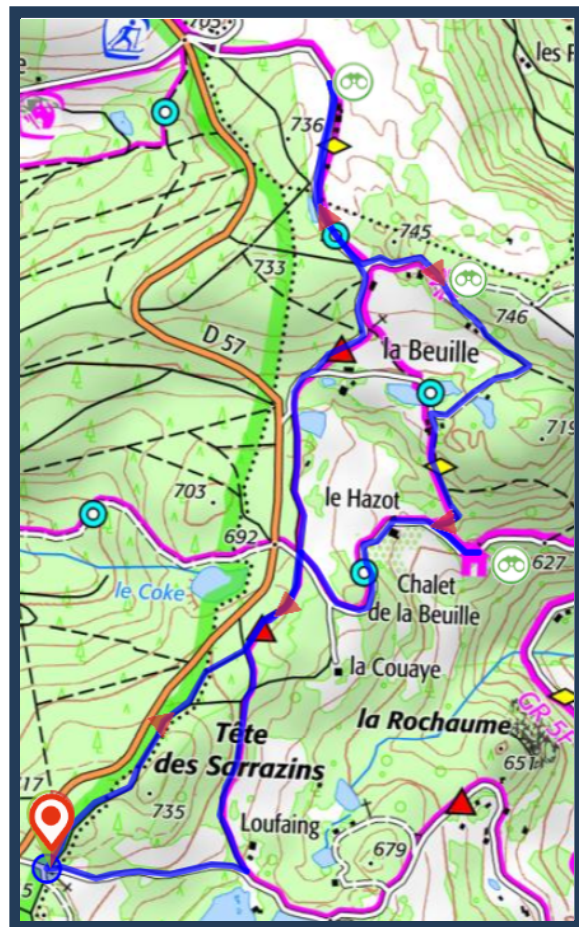 705
les F
736
745
733
746
D 57
la Beuille
719
703
le Hazot
692
627
le Coke
Chalet
de la Beuille
la Couaye
la Rochaume
GR 5F
651
Tête
des Sarrazins
735
Loufaing
679